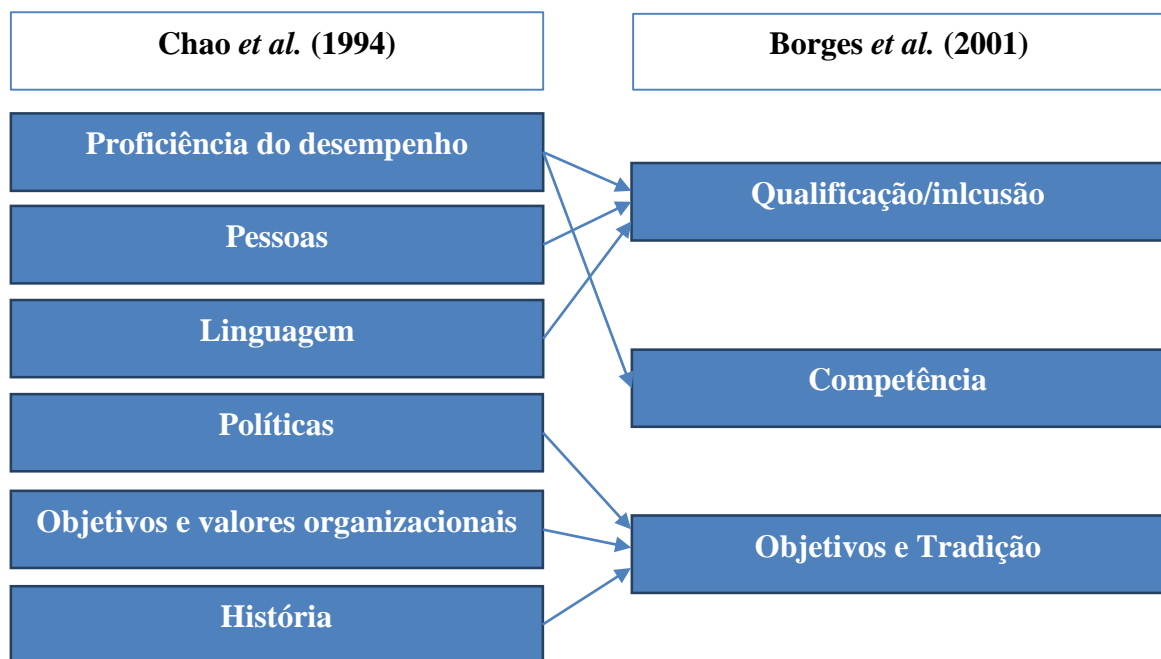 Chao et al. (1994)
Proficiência do desempenho
Pessoas
Linguagem
Políticas
Objetivos e valores organizacionais
História
Borges et al. (2001)
Qualificação/inlcusão
Competência
Objetivos e Tradição